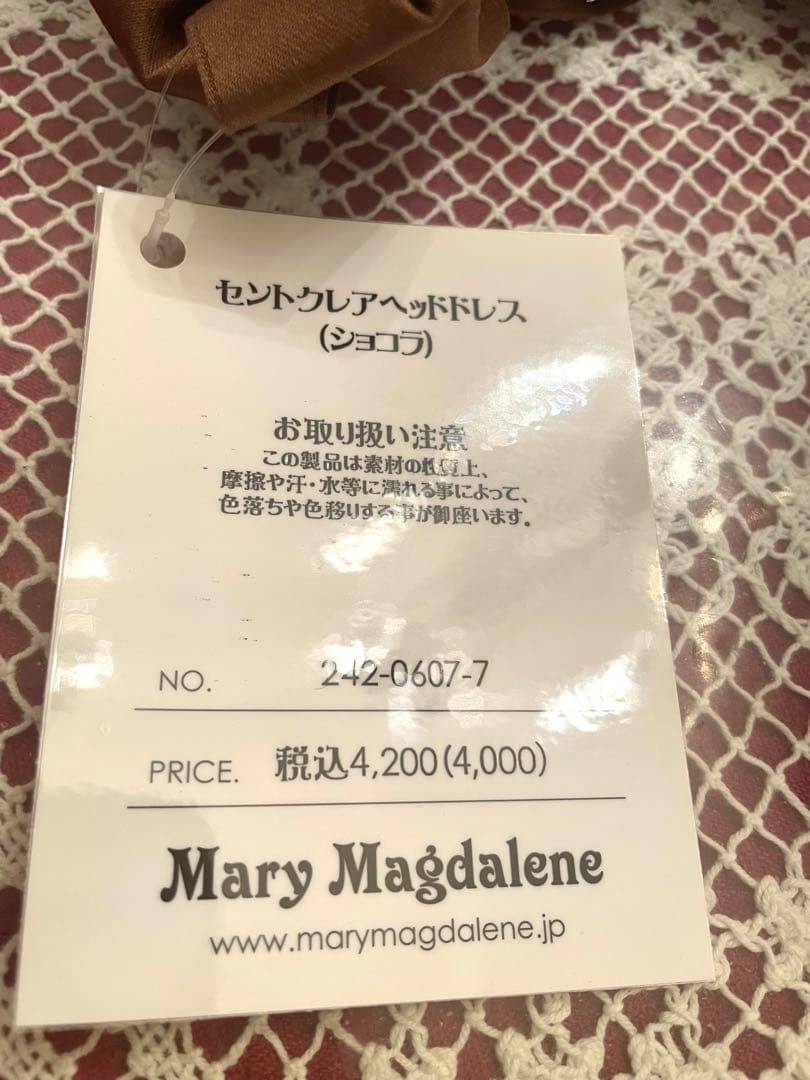 セントクレアヘッドドレス
(ショコラ)
お取り扱い注意
この製品は素材の性質上、
摩擦や汗・水等に濡れる事によって、
色落ちや色移りする事が御座います。
NO. 242-0607-7
PRICE. 税込4,200(4,000)
Mary Magdalene
www.marymagdalene.jp